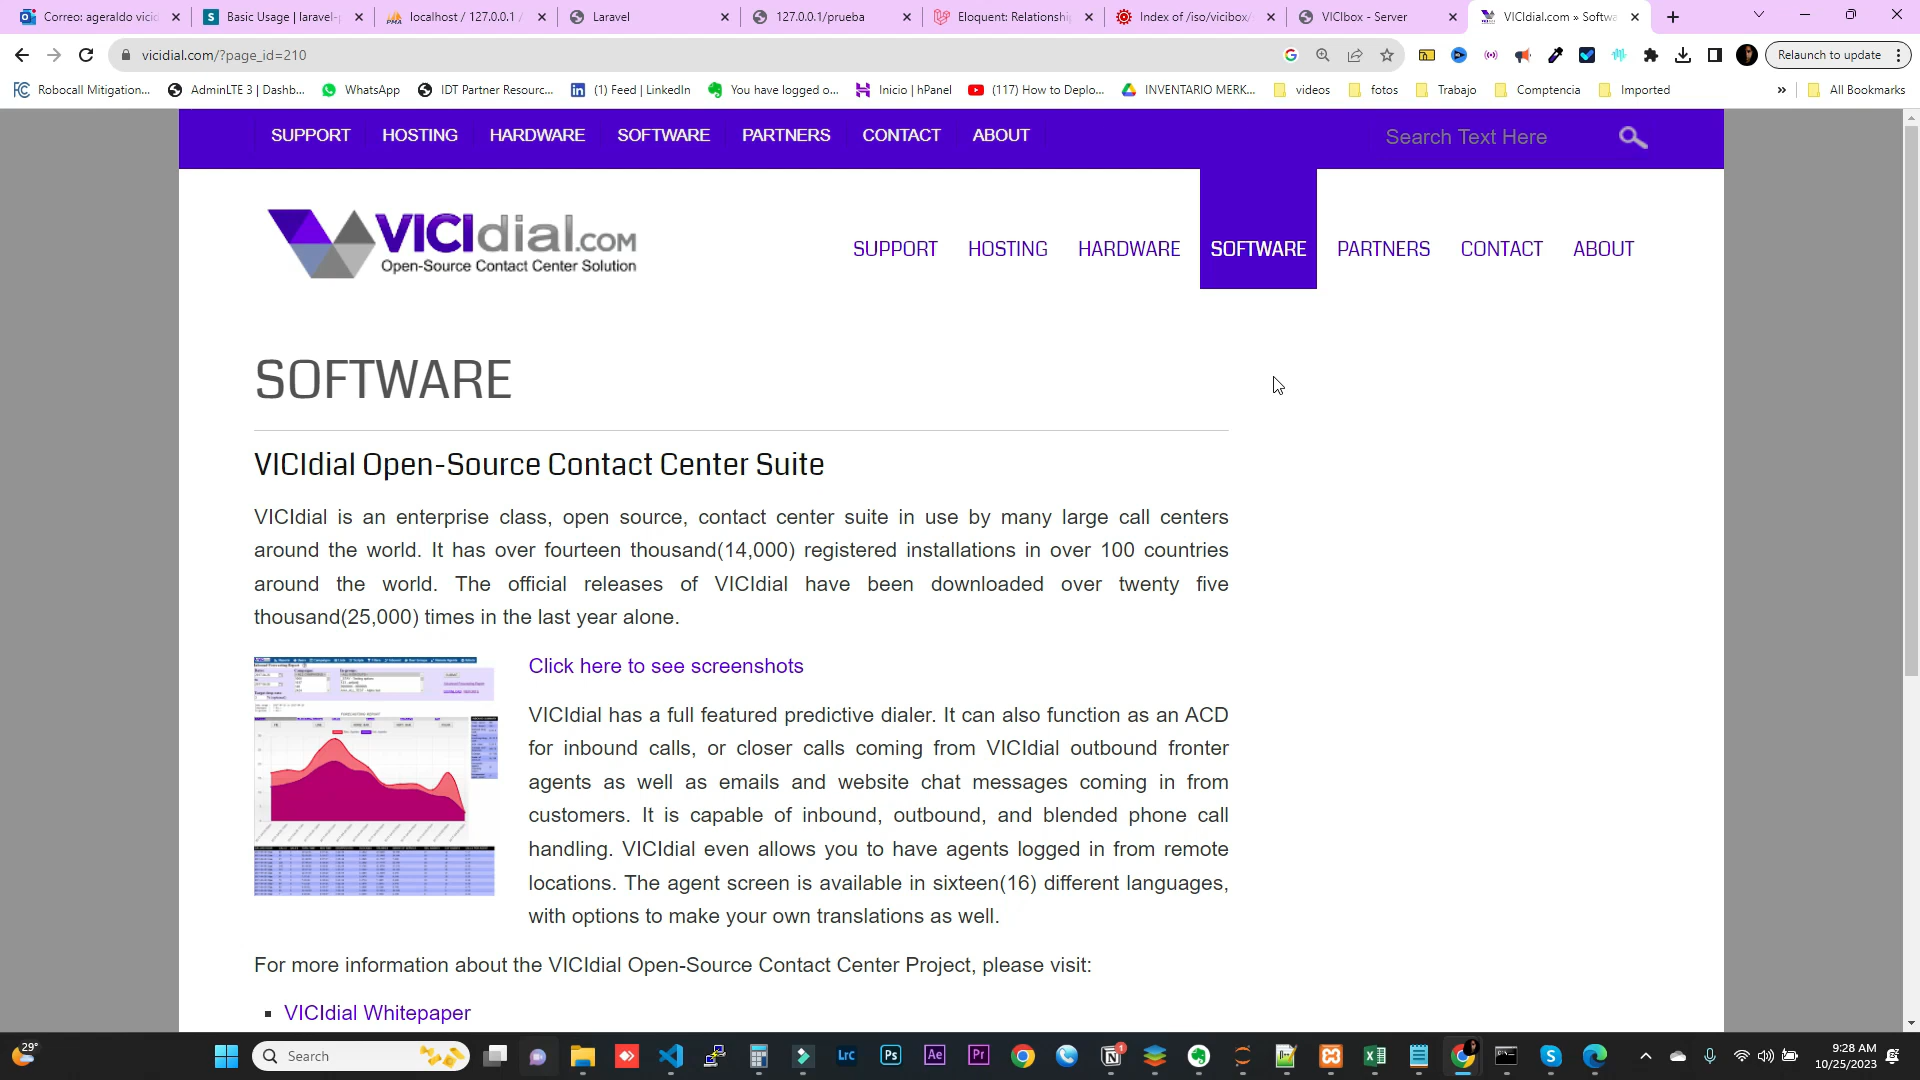 Correo: ageraldo vicid
Basic Usage | laravel-p
localhost / 127.0.0.1 /
Laravel
127.0.0.1/prueba
Eloquent: Relationship
Index of /iso/vicibox/
VICIbox - Server
VICIdial.com » Softwa
vicidial.com/?page_id=210
Relaunch to update
Robocall Mitigation...
AdminLTE 3 | Dashb...
WhatsApp
IDT Partner Resourc...
(1) Feed | LinkedIn
You have logged o...
Inicio | hPanel
(117) How to Deplo...
INVENTARIO MERK...
videos
fotos
Trabajo
Comptencia
Imported
»
All Bookmarks
SUPPORT HOSTING HARDWARE SOFTWARE PARTNERS CONTACT ABOUT
Search Text Here
VICIdial.COM
Open-Source Contact Center Solution
SUPPORT HOSTING HARDWARE SOFTWARE PARTNERS CONTACT ABOUT
SOFTWARE
VICIdial Open-Source Contact Center Suite
VICIdial is an enterprise class, open source, contact center suite in use by many large call centers
around the world. It has over fourteen thousand(14,000) registered installations in over 100 countries
around the world. The official releases of VICIdial have been downloaded over twenty five
thousand(25,000) times in the last year alone.
Click here to see screenshots
VICIdial has a full featured predictive dialer. It can also function as an ACD
for inbound calls, or closer calls coming from VICIdial outbound fronter
agents as well as emails and website chat messages coming in from
customers. It is capable of inbound, outbound, and blended phone call
handling. VICIdial even allows you to have agents logged in from remote
locations. The agent screen is available in sixteen(16) different languages,
with options to make your own translations as well.
For more information about the VICIdial Open-Source Contact Center Project, please visit:
▪ VICIdial Whitepaper
29°
Search
Lrc
Ps
Ae
Pr
9:28 AM
10/25/2023